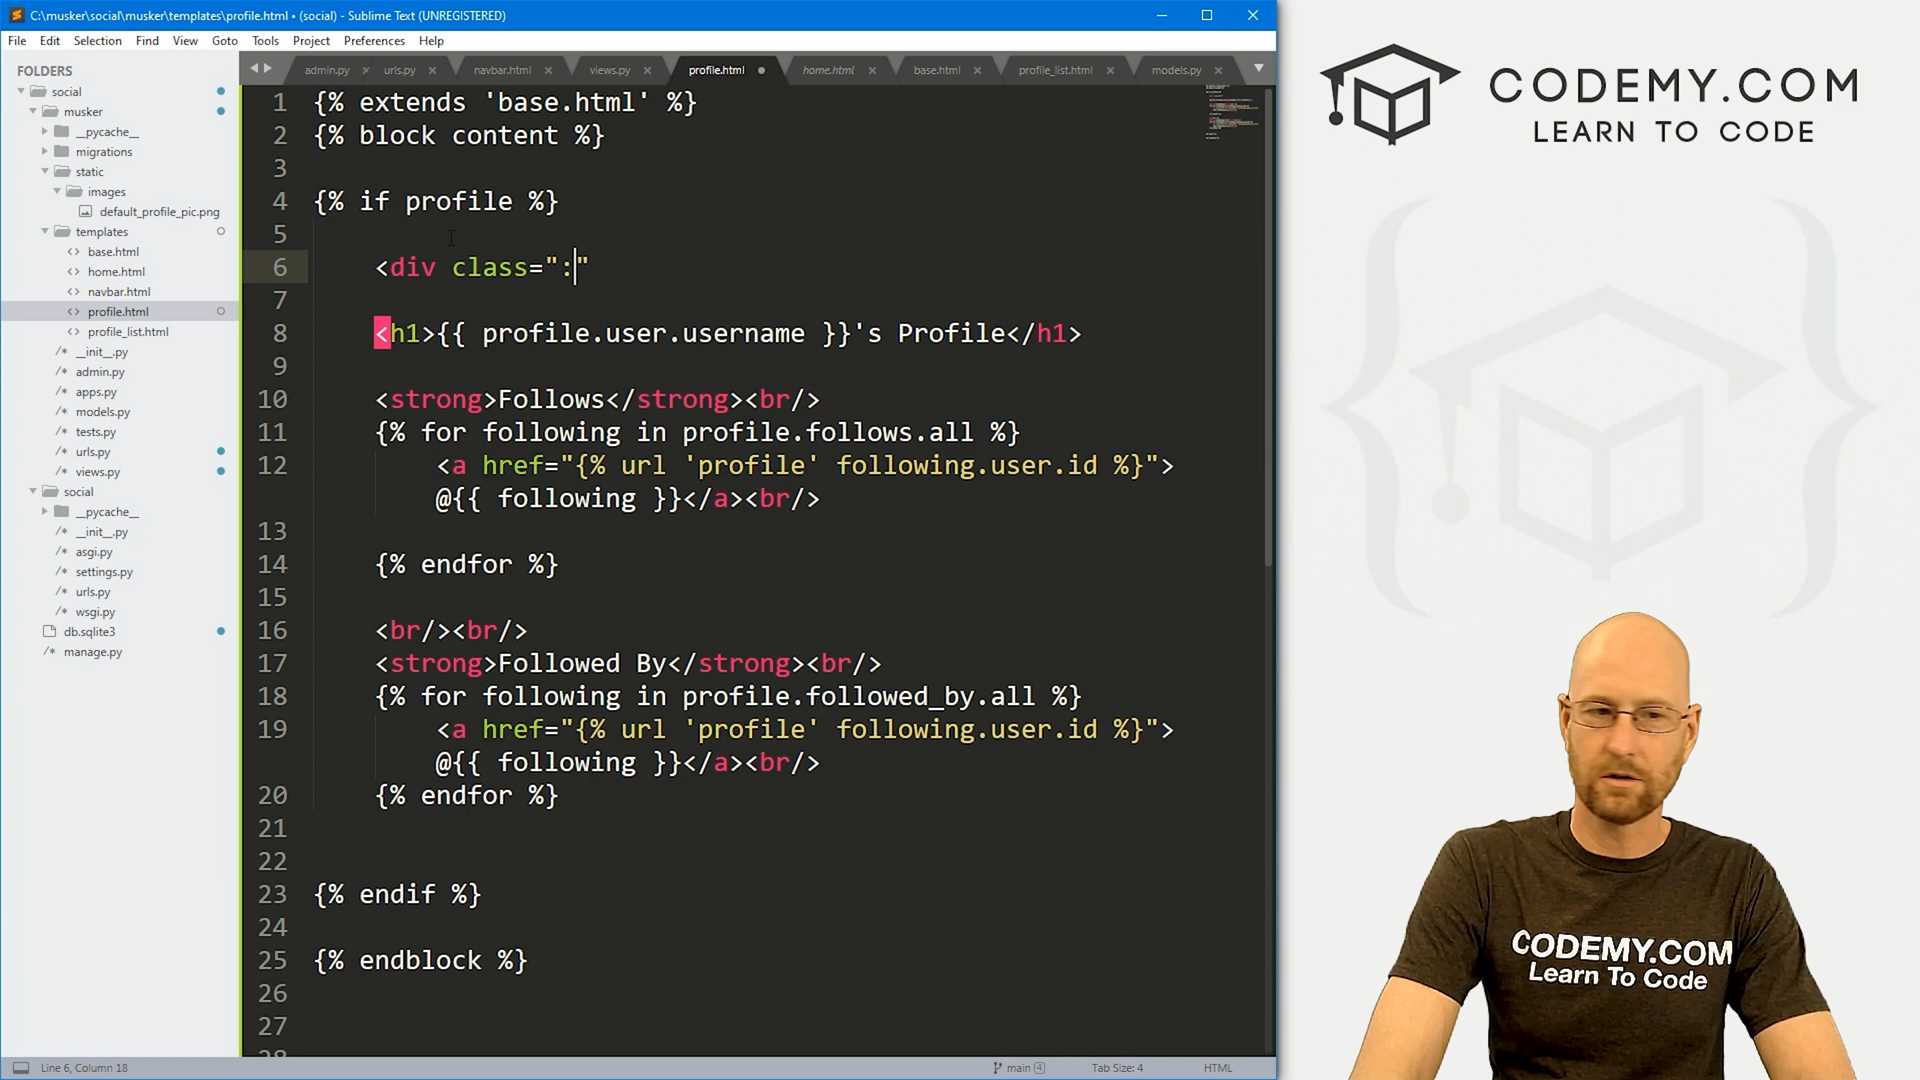 C:\musker\social\musker\templates\profile.html • (social) - Sublime Text (UNREGISTERED)
File Edit Selection Find View Goto Tools Project Preferences Help
FOLDERS
social
musker
__pycache__
migrations
static
images
default_profile_pic.png
templates
base.html
home.html
navbar.html
profile.html
profile_list.html
__init__.py
admin.py
apps.py
models.py
tests.py
urls.py
views.py
social
__pycache__
__init__.py
asgi.py
settings.py
urls.py
wsgi.py
db.sqlite3
manage.py
admin.py urls.py navbar.html views.py profile.html home.html base.html profile_list.html models.py
1 {% extends 'base.html' %}
2 {% block content %}
3
4 {% if profile %}
5
6 <div class=":"
7
8 <h1>{{ profile.user.username }}'s Profile</h1>
9
10 <strong>Follows</strong><br/>
11 {% for following in profile.follows.all %}
12 <a href="{% url 'profile' following.user.id %}">
@{{ following }}</a><br/>
13
14 {% endfor %}
15
16 <br/><br/>
17 <strong>Followed By</strong><br/>
18 {% for following in profile.followed_by.all %}
19 <a href="{% url 'profile' following.user.id %}">
@{{ following }}</a><br/>
20 {% endfor %}
21
22
23 {% endif %}
24
25 {% endblock %}
26
27
28
Line 6, Column 18
main 4
Tab Size: 4
HTML
CODEMY.COM
LEARN TO CODE
CODEMY.COM
Learn To Code